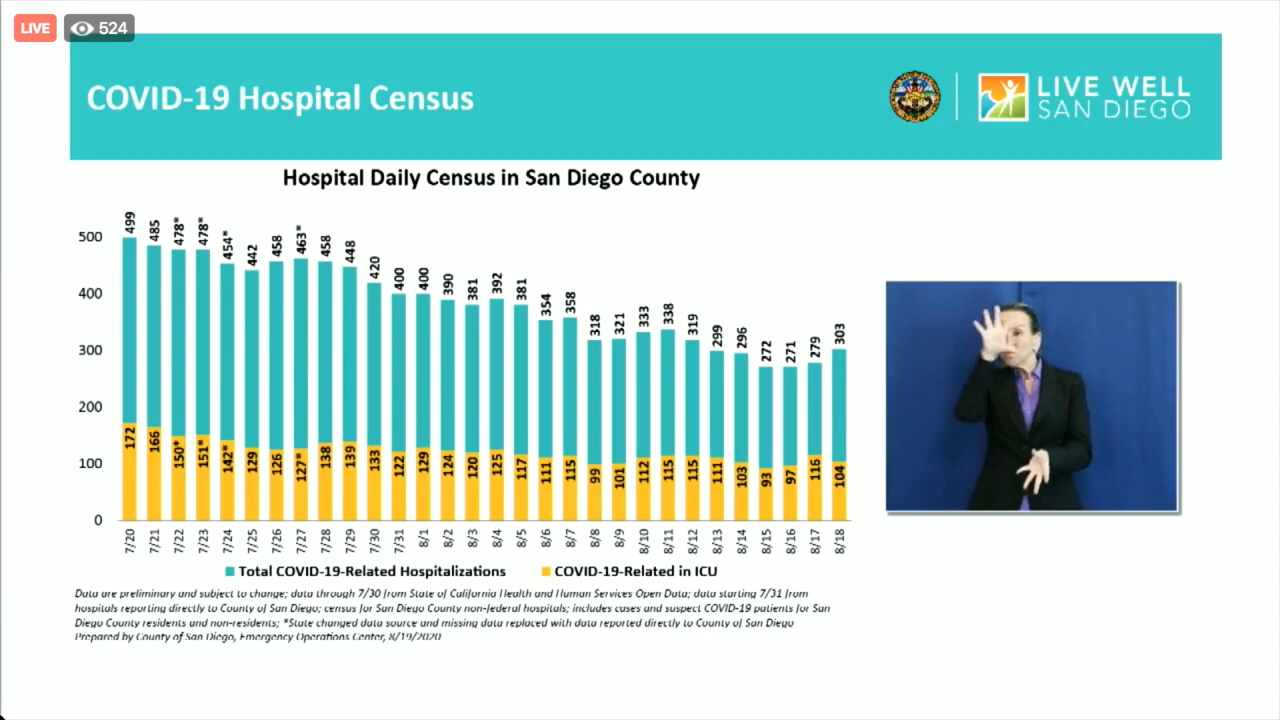 LIVE 524
COVID-19 Hospital Census
LIVE WELL
SAN DIEGO
Hospital Daily Census in San Diego County
500
400
300
200
100
0
499 485 478* 478* 454* 442 458 463* 458 448 420 400 400 390 381 392 381 354 358 318 321 333 338 319 299 296 272 271 279 303
172 166 150* 151* 142* 129 126 127* 138 139 133 122 129 124 120 125 117 111 115 99 101 112 115 115 111 103 93 97 116 104
7/20 7/21 7/22 7/23 7/24 7/25 7/26 7/27 7/28 7/29 7/30 7/31 8/1 8/2 8/3 8/4 8/5 8/6 8/7 8/8 8/9 8/10 8/11 8/12 8/13 8/14 8/15 8/16 8/17 8/18
Total COVID-19-Related Hospitalizations COVID-19-Related in ICU
Data are preliminary and subject to change; data through 7/30 from State of California Health and Human Services Open Data; data starting 7/31 from
hospitals reporting directly to County of San Diego; census for San Diego County non-federal hospitals; includes cases and suspect COVID-19 patients for San
Diego County residents and non-residents; *State changed data source and missing data replaced with data reported directly to County of San Diego
Prepared by County of San Diego, Emergency Operations Center, 8/19/2020